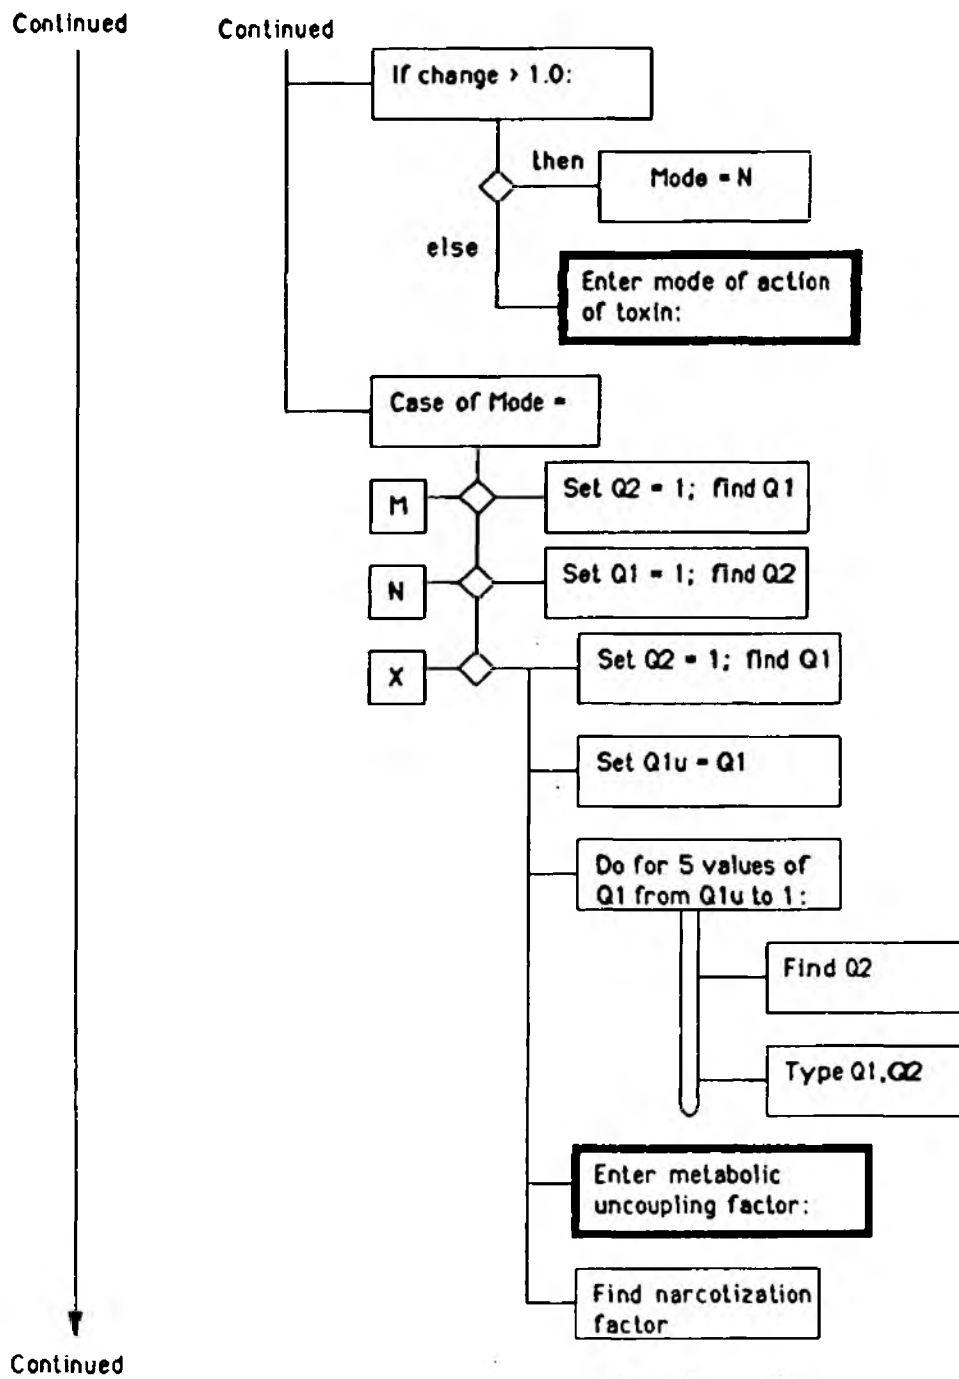 Continued
Continued
If change > 1.0:
then
Mode = N
else
Enter mode of action
of toxin:
Case of Mode =
M
Set Q2 = 1; find Q1
N
Set Q1 = 1; find Q2
X
Set Q2 = 1; find Q1
Set Q1u = Q1
Do for 5 values of
Q1 from Q1u to 1:
Find Q2
Type Q1,Q2
Enter metabolic
uncoupling factor:
Find narcotization
factor
Continued